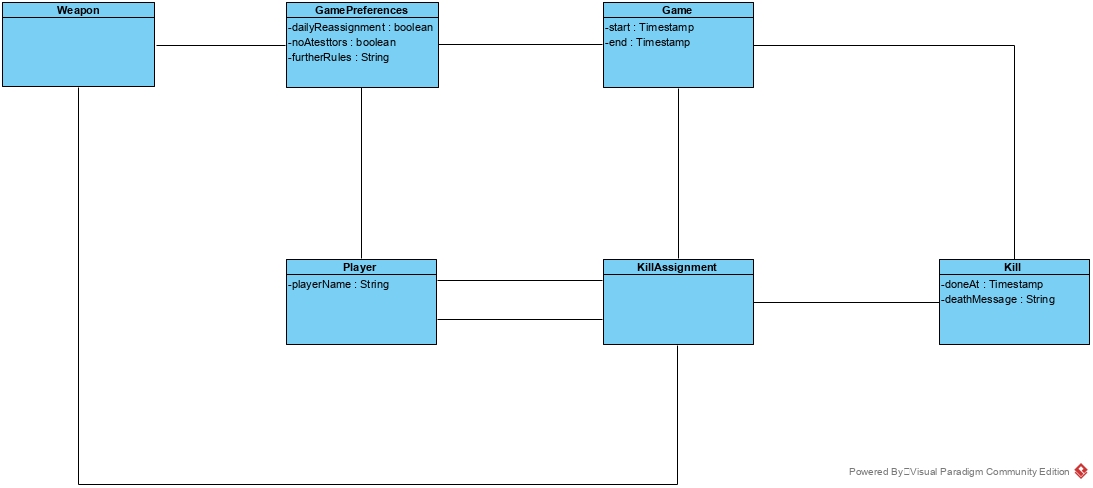 Weapon
GamePreferences
-dailyReassignment : boolean
-noAtesttors : boolean
-furtherRules : String
Game
-start : Timestamp
-end : Timestamp
Player
-playerName : String
KillAssignment
Kill
-doneAt : Timestamp
-deathMessage : String
Powered By Visual Paradigm Community Edition